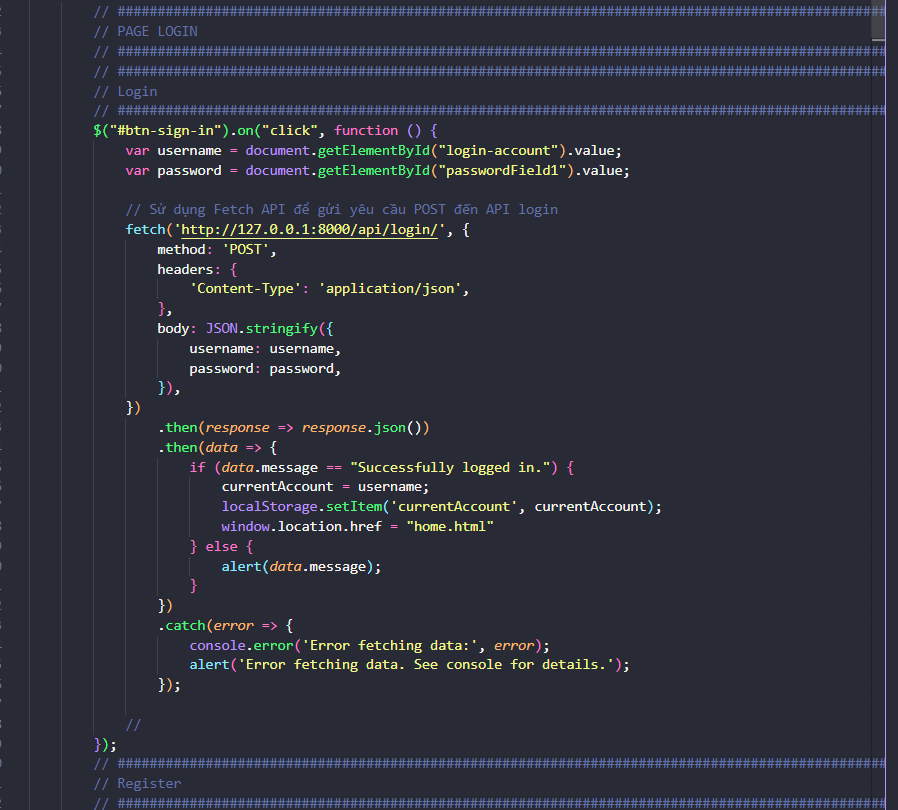 // ################################################################################################
// PAGE LOGIN
// ################################################################################################
// ################################################################################################
// Login
// ################################################################################################
$("#btn-sign-in").on("click", function () {
var username = document.getElementById("login-account").value;
var password = document.getElementById("passwordField1").value;
// Sử dụng Fetch API để gửi yêu cầu POST đến API login
fetch('http://127.0.0.1:8000/api/login/', {
method: 'POST',
headers: {
'Content-Type': 'application/json',
},
body: JSON.stringify({
username: username,
password: password,
}),
})
.then(response => response.json())
.then(data => {
if (data.message == "Successfully logged in.") {
currentAccount = username;
localStorage.setItem('currentAccount', currentAccount);
window.location.href = "home.html"
} else {
alert(data.message);
}
})
.catch(error => {
console.error('Error fetching data:', error);
alert('Error fetching data. See console for details.');
});
//
});
// ################################################################################################
// Register
// ################################################################################################